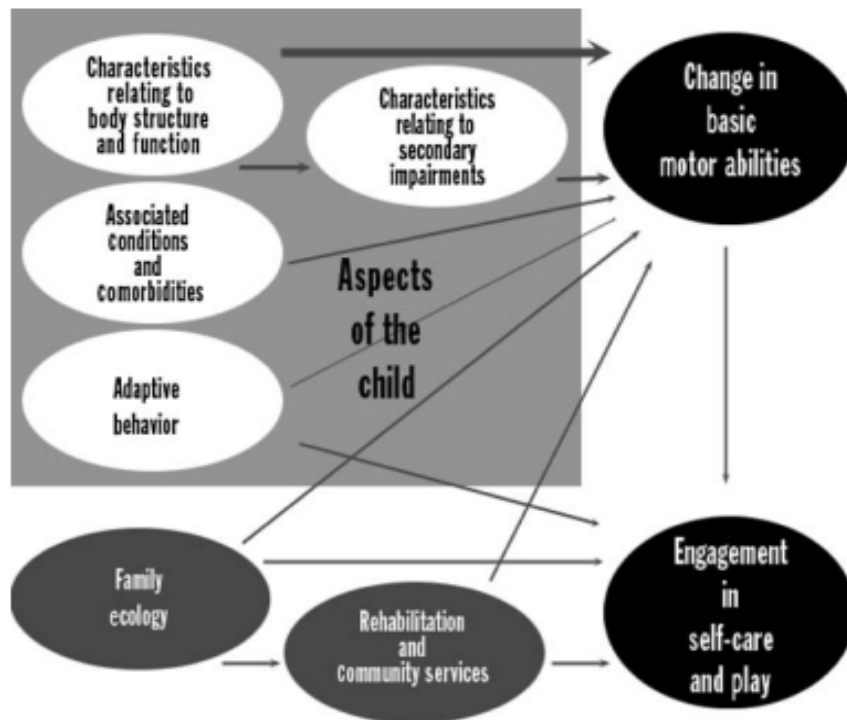 Characteristics
relating to
body structure
and function
Characteristics
relating to
secondary
impairments
Change in
basic
motor abilities
Associated
conditions
and
comorbidities
Aspects
of the
child
Adaptive
behavior
Family
ecology
Rehabilitation
and
Community services
Engagement
in
self-care
and play